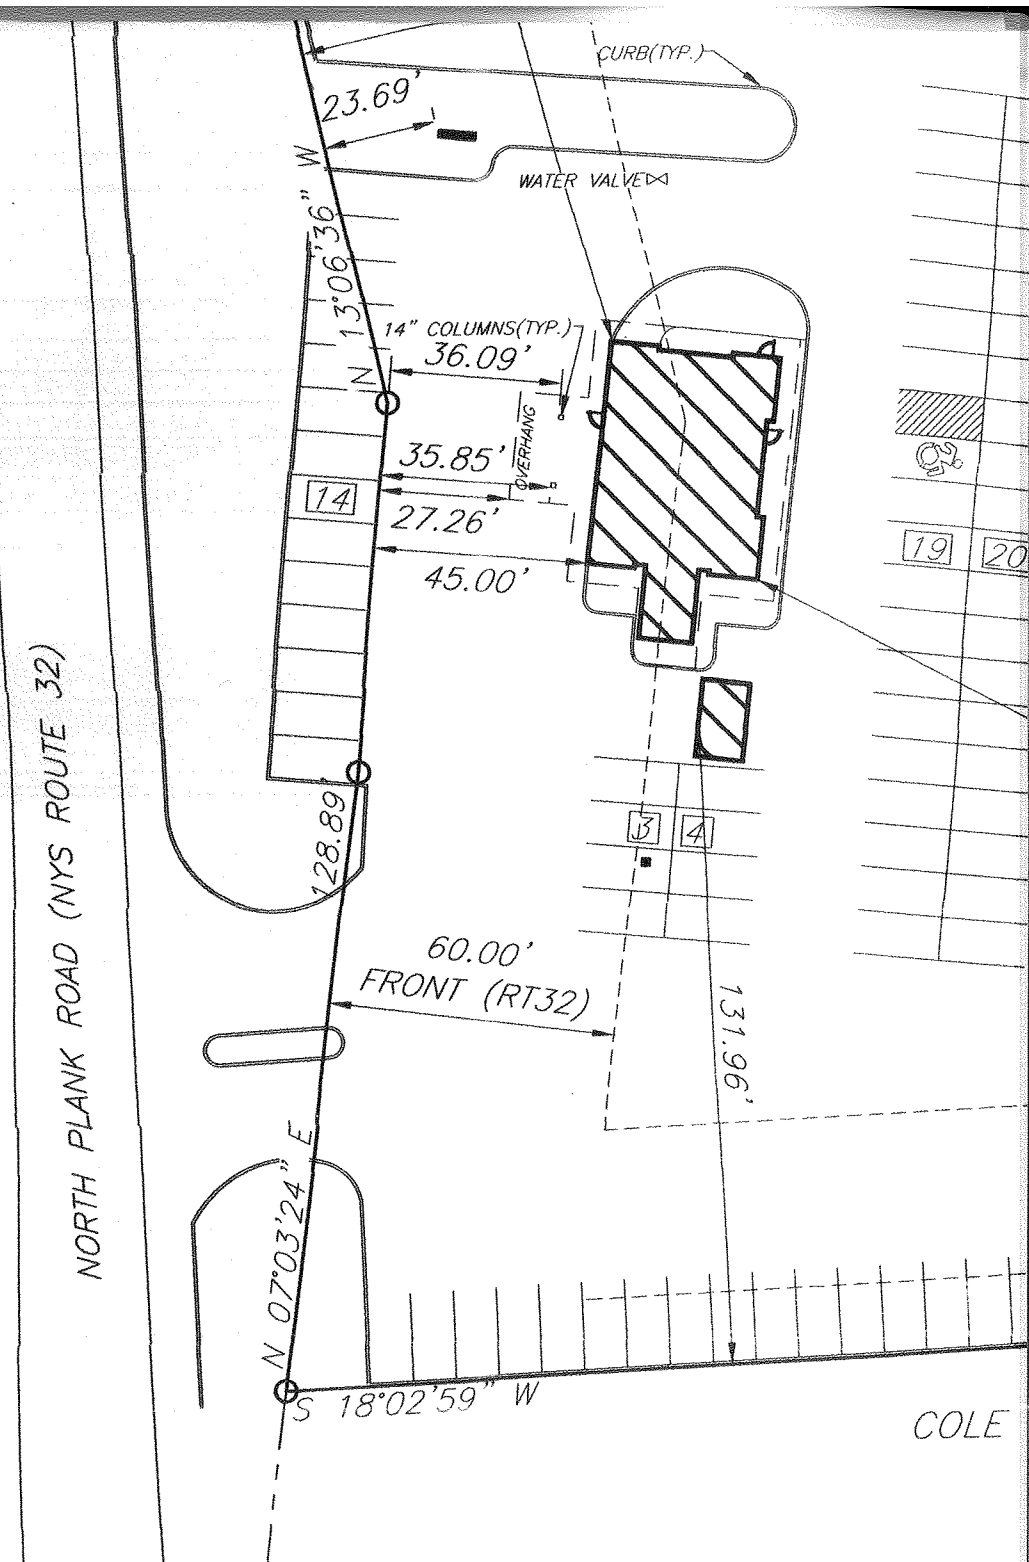 CURB(TYP.)
23.69'
WATER VALVE
N 13°06'36" W
14" COLUMNS(TYP.)
36.09'
OVERHANG
35.85'
14
27.26'
45.00'
19
20
NORTH PLANK ROAD (NYS ROUTE 32)
128.89'
3
4
60.00'
FRONT (RT32)
131.96'
N 07°03'24" E
S 18°02'59" W
COLE